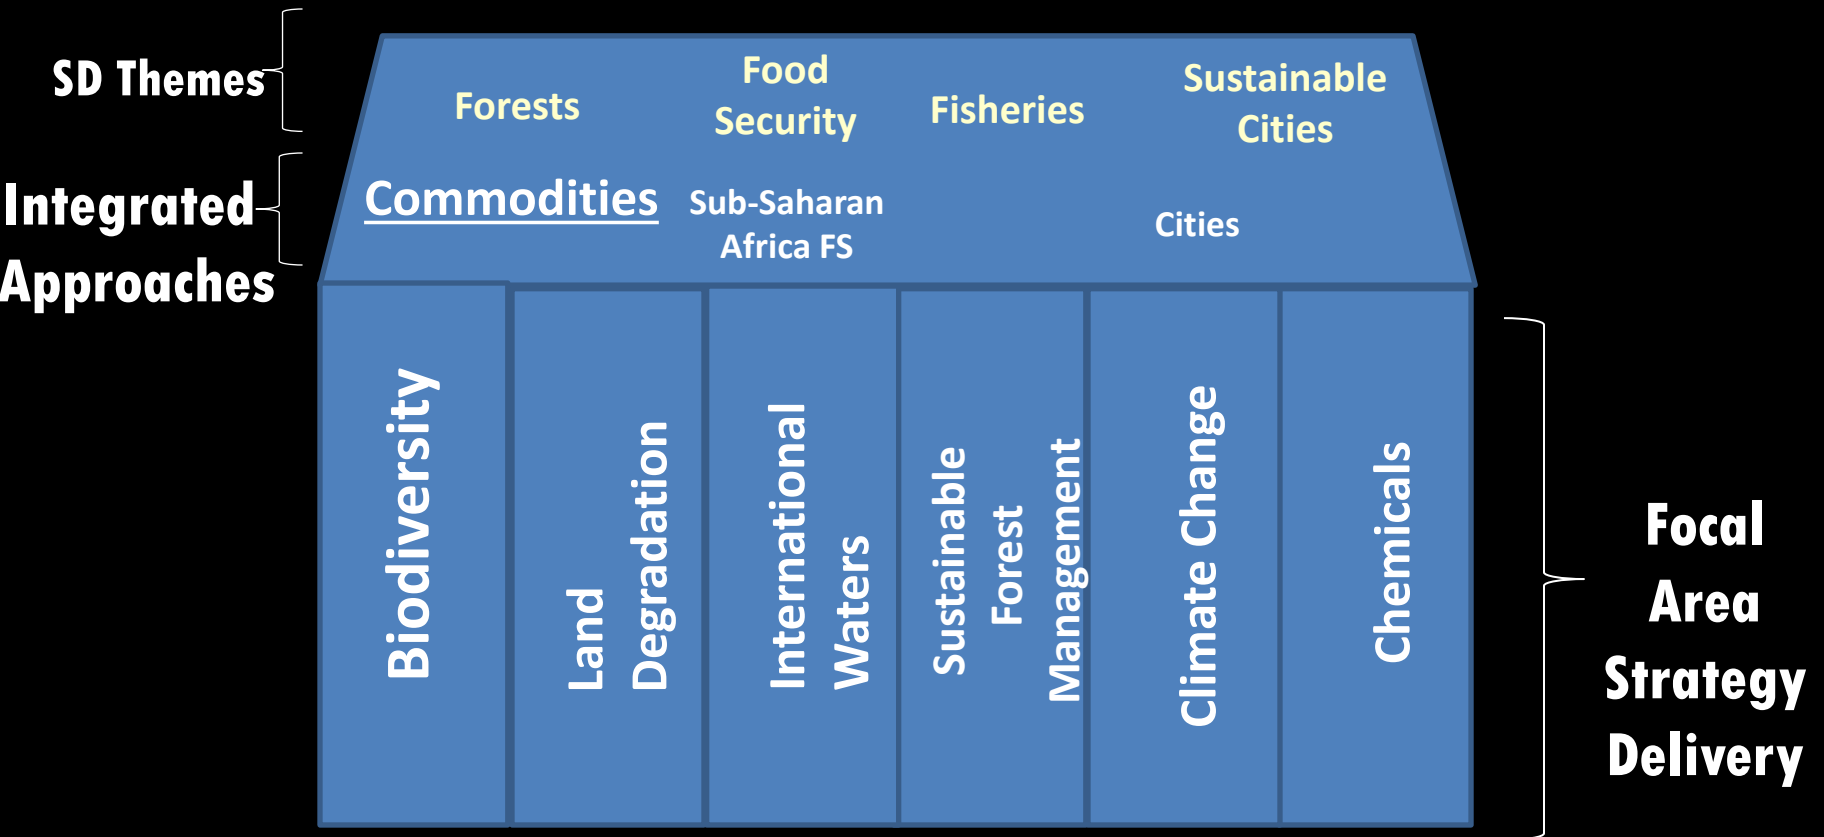 SD Themes
Forests
Food
Security
Fisheries
Sustainable
Cities
Integrated
Approaches
Commodities
Sub-Saharan
Africa FS
Cities
Biodiversity
Land
Degradation
International
Waters
Sustainable
Forest
Management
Climate Change
Chemicals
Focal
Area
Strategy
Delivery